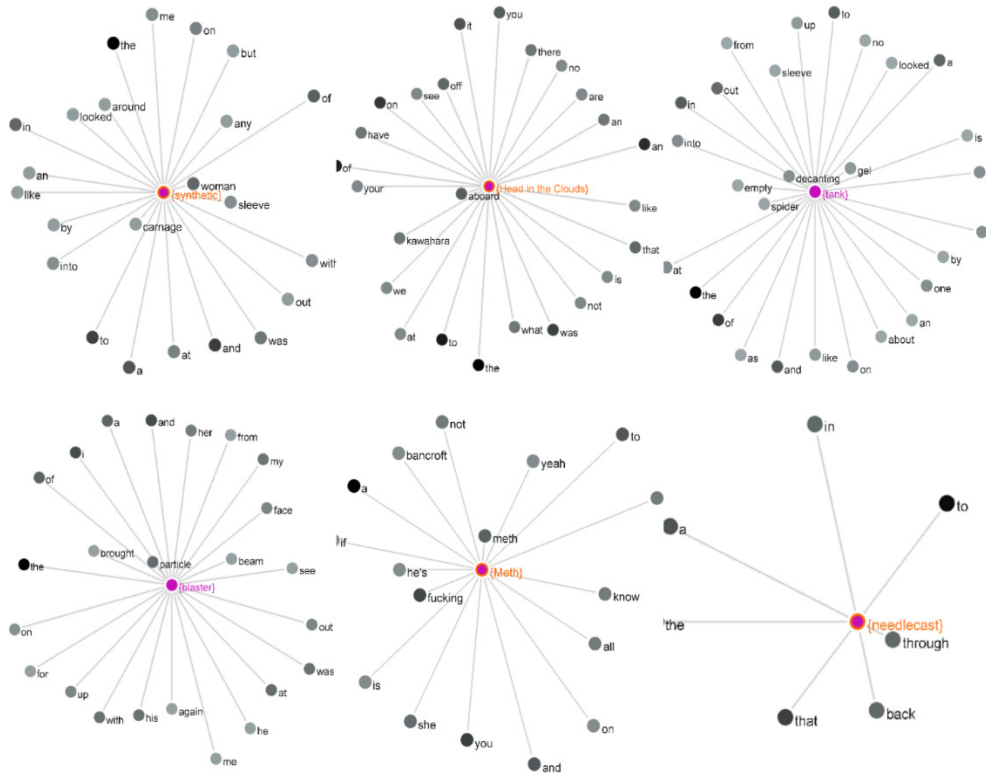 me
on
the
but
of
around
looked
in
any
an
woman
like
{synthetic}
sleeve
by
carnage
into
with
out
to
and
was
at
a
you
it
there
no
off
see
are
on
an
have
an
of
your
aboard
{Head in the Clouds}
like
kawahara
that
is
we
not
at
to
what
was
the
to
up
from
no
sleeve
looked
a
out
in
into
is
gel
decanting
empty
{tank}
spider
by
at
one
the
of
an
about
as
and
like
on
a
and
her
from
i
my
of
face
brought
particle
beam
the
see
{blaster}
on
out
for
was
up
at
with
his
again
he
me
not
to
bancroft
yeah
a
meth
if
he's
{Meth}
fucking
know
all
is
she
on
you
and
in
to
a
the
{needlecast}
through
that
back